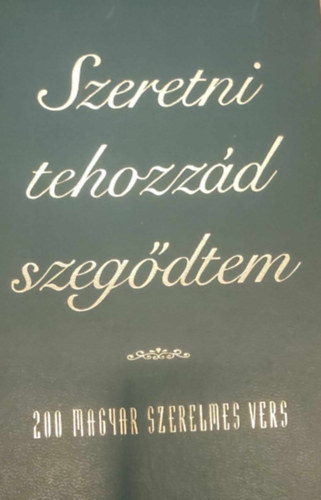 Szeretni
tehozzád
szegődtem
200 MAGYAR SZERELMES VERS